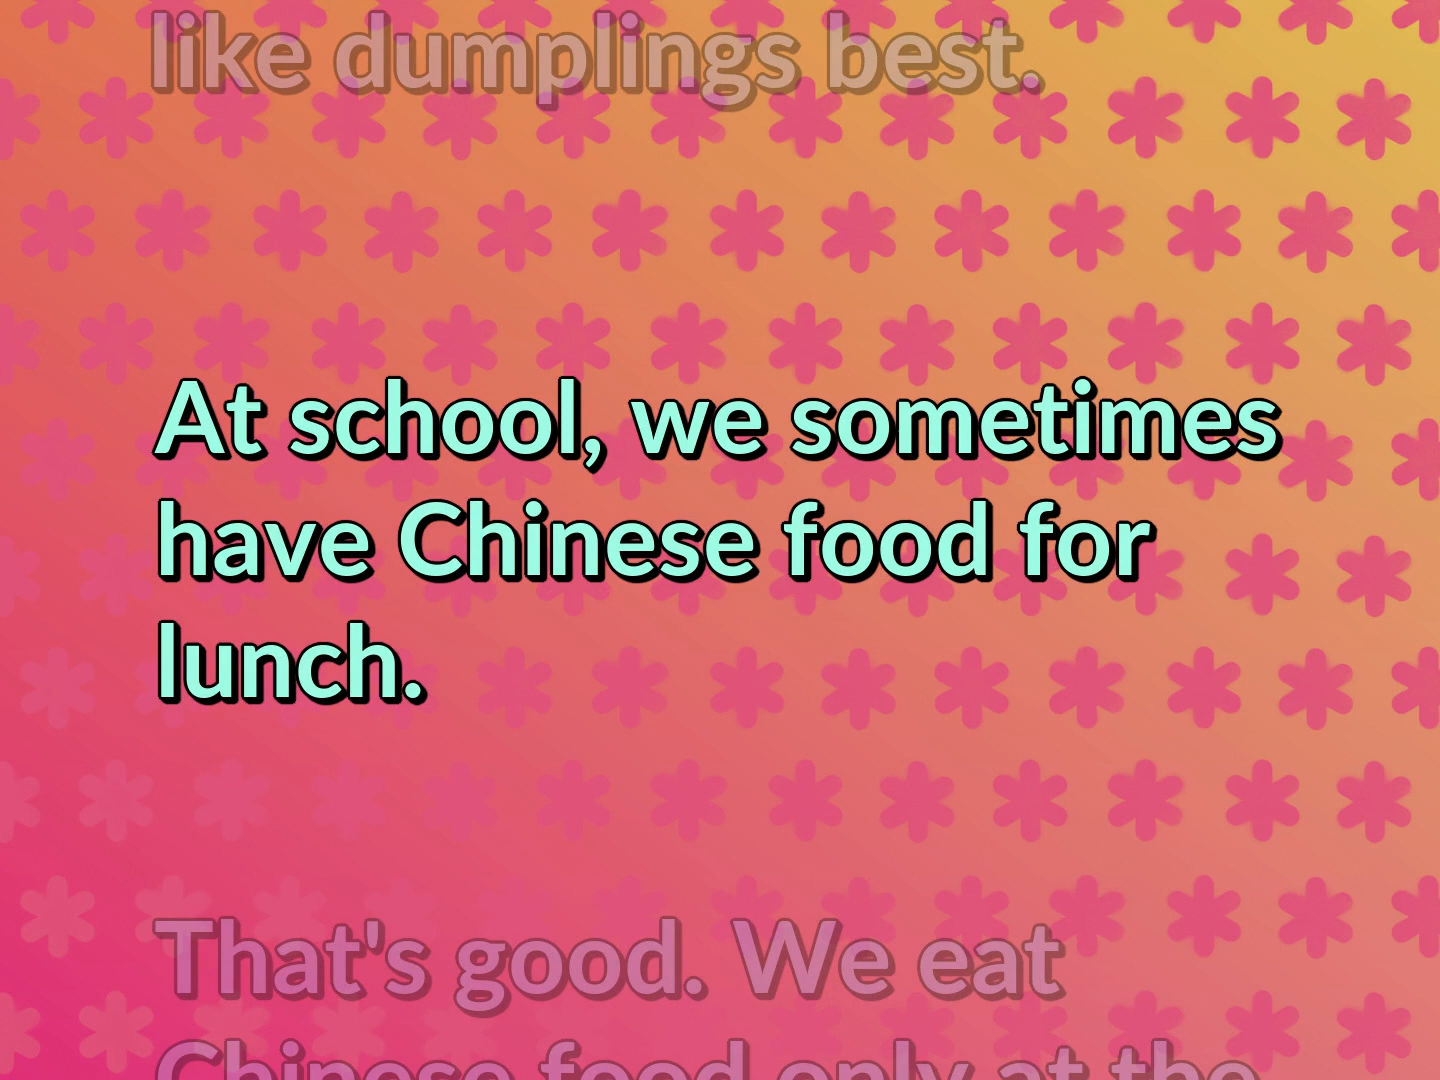 like dumplings best.
At school, we sometimes
have Chinese food for
lunch.
That's good. We eat
Chinese food only at the